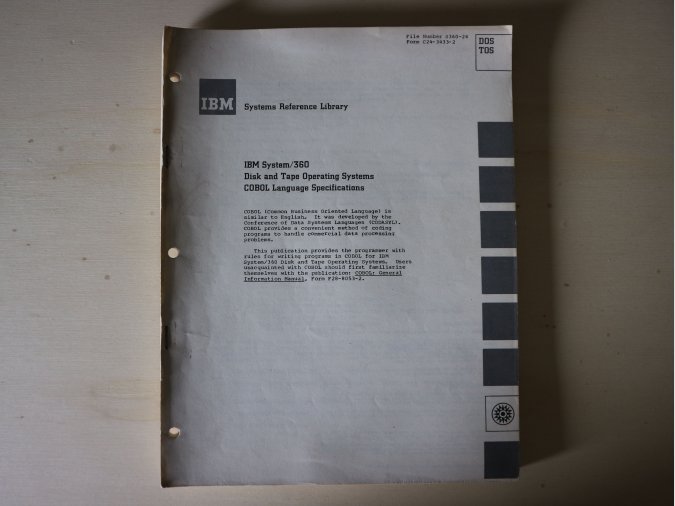 File Number S360-24
Form C24-3433-2
DOS
TOS
IBM
Systems Reference Library
IBM System/360
Disk and Tape Operating Systems
COBOL Language Specifications
COBOL (Common Business Oriented Language) is
similar to English. It was developed by the
Conference of Data Systems Languages (CODASYL).
COBOL provides a convenient method of coding
programs to handle commercial data processing
problems.
This publication provides the programmer with
rules for writing programs in COBOL for IBM
System/360 Disk and Tape Operating Systems. Users
unacquainted with COBOL should first familiarize
themselves with the publication: COBOL: General
Information Manual, Form F28-8053-2.